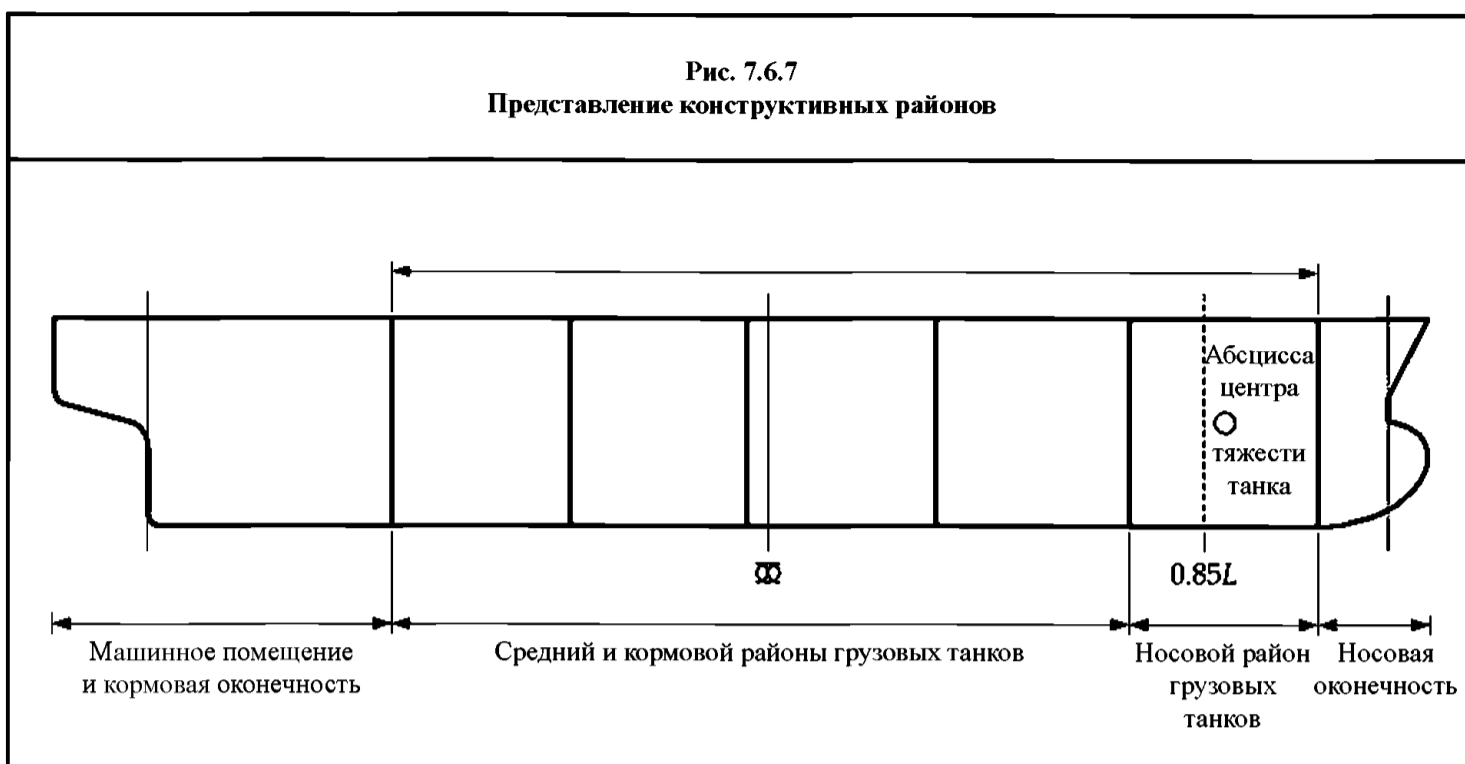 Рис. 7.6.7
Представление конструктивных районов
Абсцисса
центра
тяжести
танка
0.85L
Машинное помещение
и кормовая оконечность
Средний и кормовой районы грузовых танков
Носовой район
грузовых
танков
Носовая
оконечность